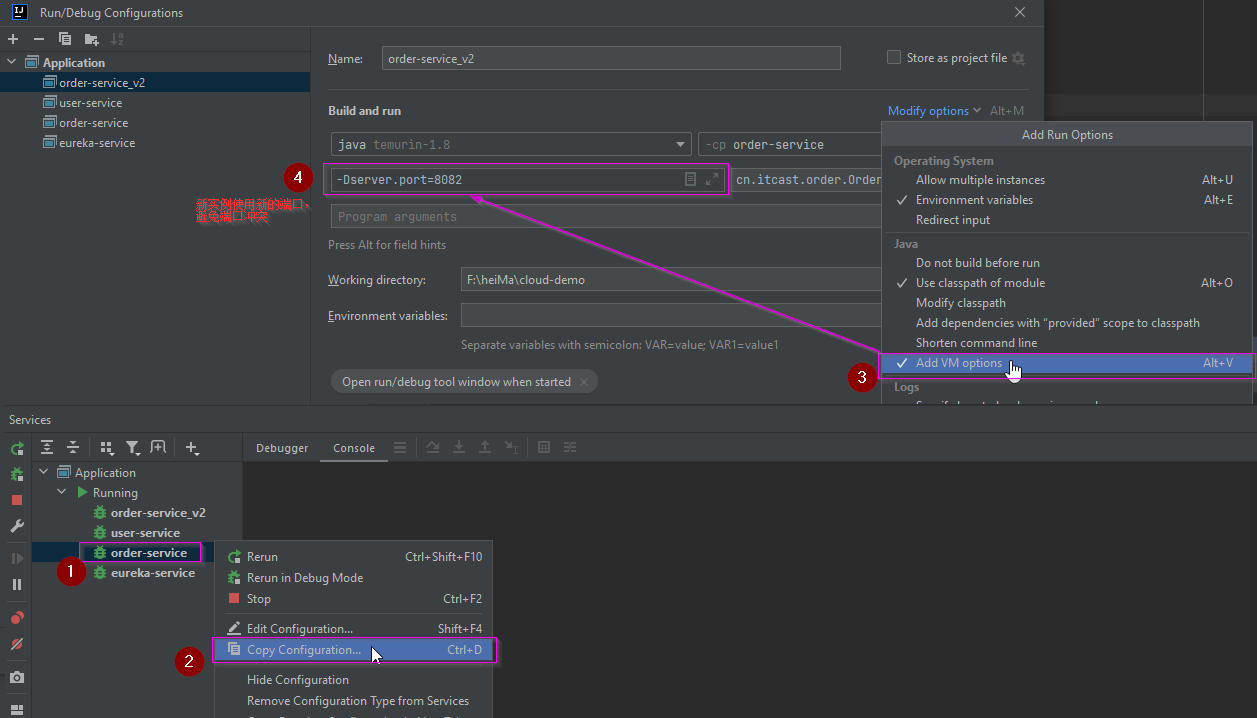 IJ
Run/Debug Configurations
Application
order-service_v2
user-service
order-service
eureka-service
Name:
order-service_v2
Store as project file
Build and run
Modify options
Alt+M
java temurin-1.8
-cp order-service
4
-Dserver.port=8082
cn.itcast.order.Order
新实例使用新的端口、
避免端口冲突
Program arguments
Press Alt for field hints
Working directory:
F:\heiMa\cloud-demo
Environment variables:
Separate variables with semicolon: VAR=value; VAR1=value1
Open run/debug tool window when started
Add Run Options
Operating System
Allow multiple instances Alt+U
Environment variables Alt+E
Redirect input
Java
Do not build before run
Use classpath of module Alt+O
Modify classpath
Add dependencies with “provided” scope to classpath
Shorten command line
3
Add VM options Alt+V
Logs
Services
Debugger
Console
Application
Running
order-service_v2
user-service
1
order-service
eureka-service
Rerun Ctrl+Shift+F10
Rerun in Debug Mode
Stop Ctrl+F2
Edit Configuration... Shift+F4
2
Copy Configuration... Ctrl+D
Hide Configuration
Remove Configuration Type from Services